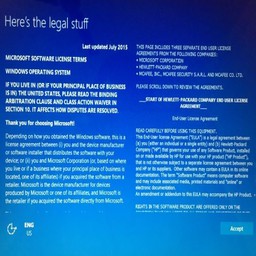 Here's the legal stuff
Last updated July 2015
MICROSOFT SOFTWARE LICENSE TERMS
WINDOWS OPERATING SYSTEM
IF YOU LIVE IN (OR IF YOUR PRINCIPAL PLACE OF BUSINESS
IS IN) THE UNITED STATES, PLEASE READ THE BINDING
ARBITRATION CLAUSE AND CLASS ACTION WAIVER IN
SECTION 10. IT AFFECTS HOW DISPUTES ARE RESOLVED.
Thank you for choosing Microsoft!
Depending on how you obtained the Windows software, this is a
license agreement between (i) you and the device manufacturer
or software installer that distributes the software with your
device; or (ii) you and Microsoft Corporation (or, based on where
you live or if a business where your principal place of business is
located, one of its affiliates) if you acquired the software from a
retailer. Microsoft is the device manufacturer for devices
produced by Microsoft or one of its affiliates, and Microsoft is
the retailer if you acquired the software directly from Microsoft.
THIS PAGE INCLUDES THREE SEPARATE END USER LICENSE
AGREEMENTS FROM THE FOLLOWING COMPANIES:
• MICROSOFT CORPORATION
• HEWLETT-PACKARD COMPANY
• MCAFEE, INC., MCAFEE SECURITY S.A.R.L. AND MCAFEE CO. LTD.
PLEASE SCROLL DOWN TO REVIEW THE AGREEMENTS.
START OF HEWLETT-PACKARD COMPANY END USER LICENSE
AGREEMENT
End-User License Agreement
READ CAREFULLY BEFORE USING THIS EQUIPMENT:
This End-User License Agreement ("EULA") is a legal agreement between
(a) you (either an individual or a single entity) and (b) Hewlett-Packard
Company ("HP") that governs your use of any Software Product, installed
on or made available by HP for use with your HP product ("HP Product"),
that is not otherwise subject to a separate license agreement between you
and HP or its suppliers. Other software may contain a EULA in its online
documentation. The term "Software Product" means computer software
and may include associated media, printed materials and "online" or
electronic documentation.
An amendment or addendum to this EULA may accompany the HP Product.
RIGHTS IN THE SOFTWARE PRODUCT ARE OFFERED ONLY ON THE
ENG
US
Accept